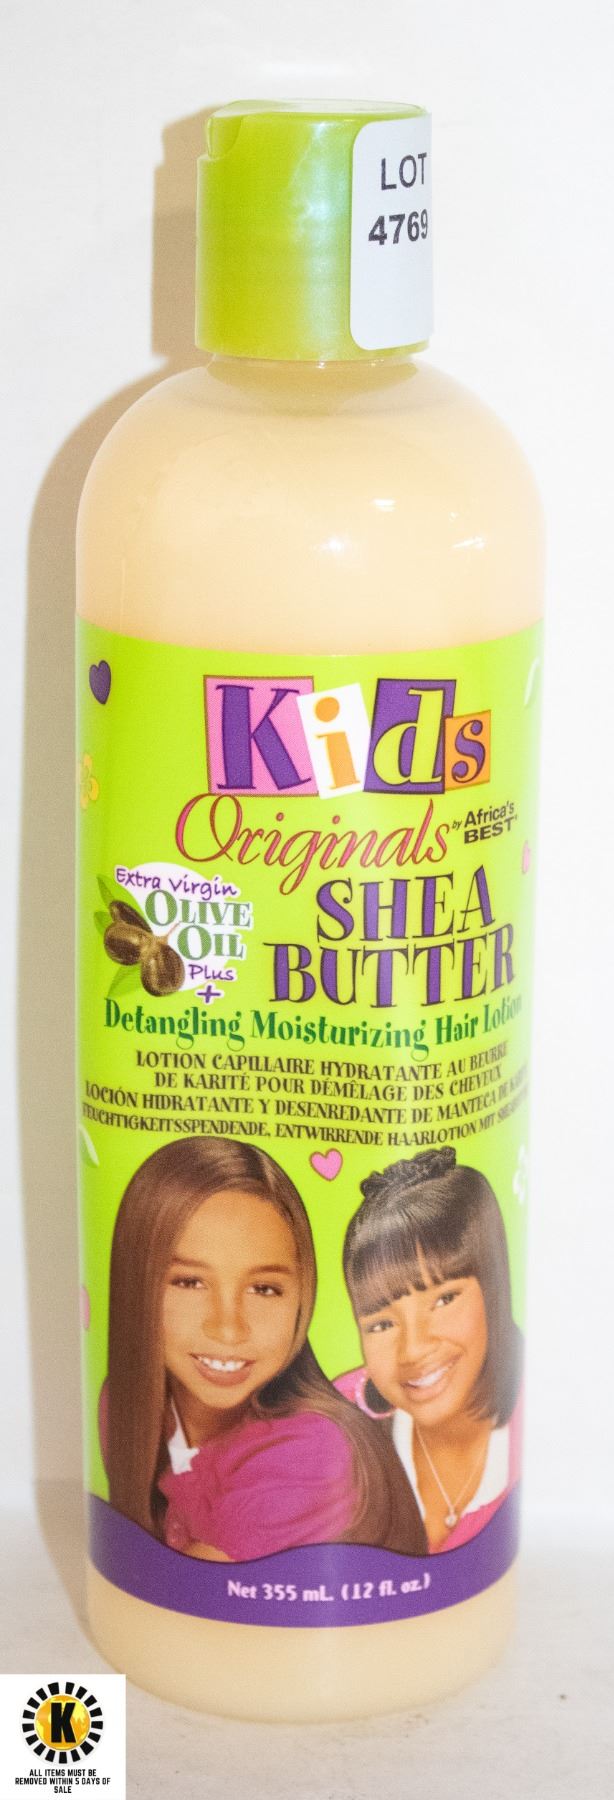 LOT
4769
Kids
Originals by Africa's
BEST
Extra Virgin
OLIVE
OIL
Plus
+
SHEA
BUTTER
Detangling Moisturizing Hair Lotion
LOTION CAPILLAIRE HYDRATANTE AU BEURRE
DE KARITÉ POUR DÉMÊLAGE DES CHEVEUX
LOCIÓN HIDRATANTE Y DESENREDANTE DE MANTECA DE
FEUCHTIGKEITSSPENDENDE, ENTWIRRENDE HAARLOTION MIT
Net 355 mL. (12 fl. oz.)
K
ALL ITEMS MUST BE
REMOVED WITHIN 5 DAYS OF
SALE